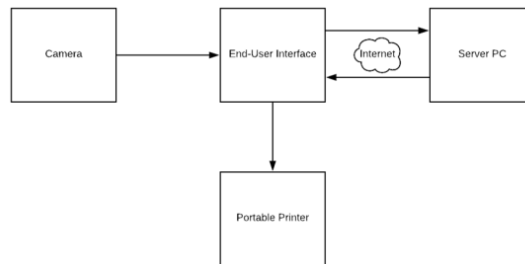 Camera
End-User Interface
Internet
Server PC
Portable Printer